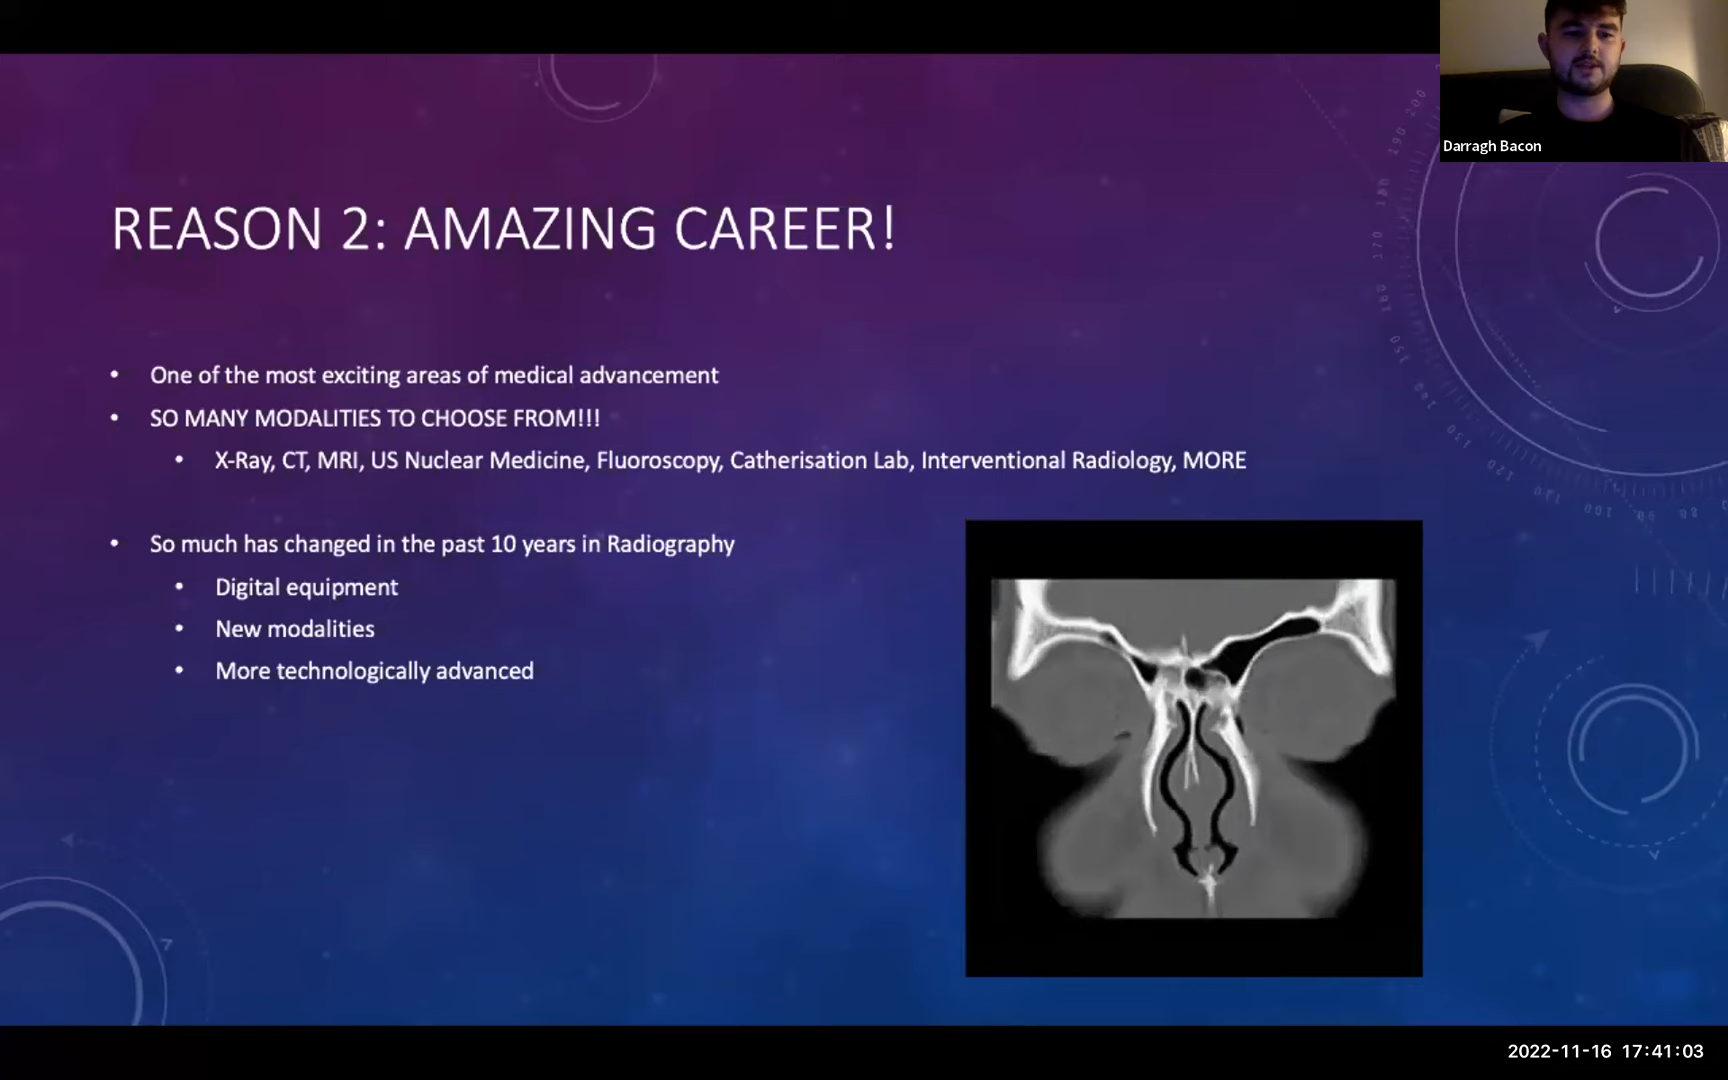 Darragh Bacon
REASON 2: AMAZING CAREER!
• One of the most exciting areas of medical advancement
• SO MANY MODALITIES TO CHOOSE FROM!!!
• X-Ray, CT, MRI, US Nuclear Medicine, Fluoroscopy, Catherisation Lab, Interventional Radiology, MORE
• So much has changed in the past 10 years in Radiography
• Digital equipment
• New modalities
• More technologically advanced
2022-11-16 17:41:03